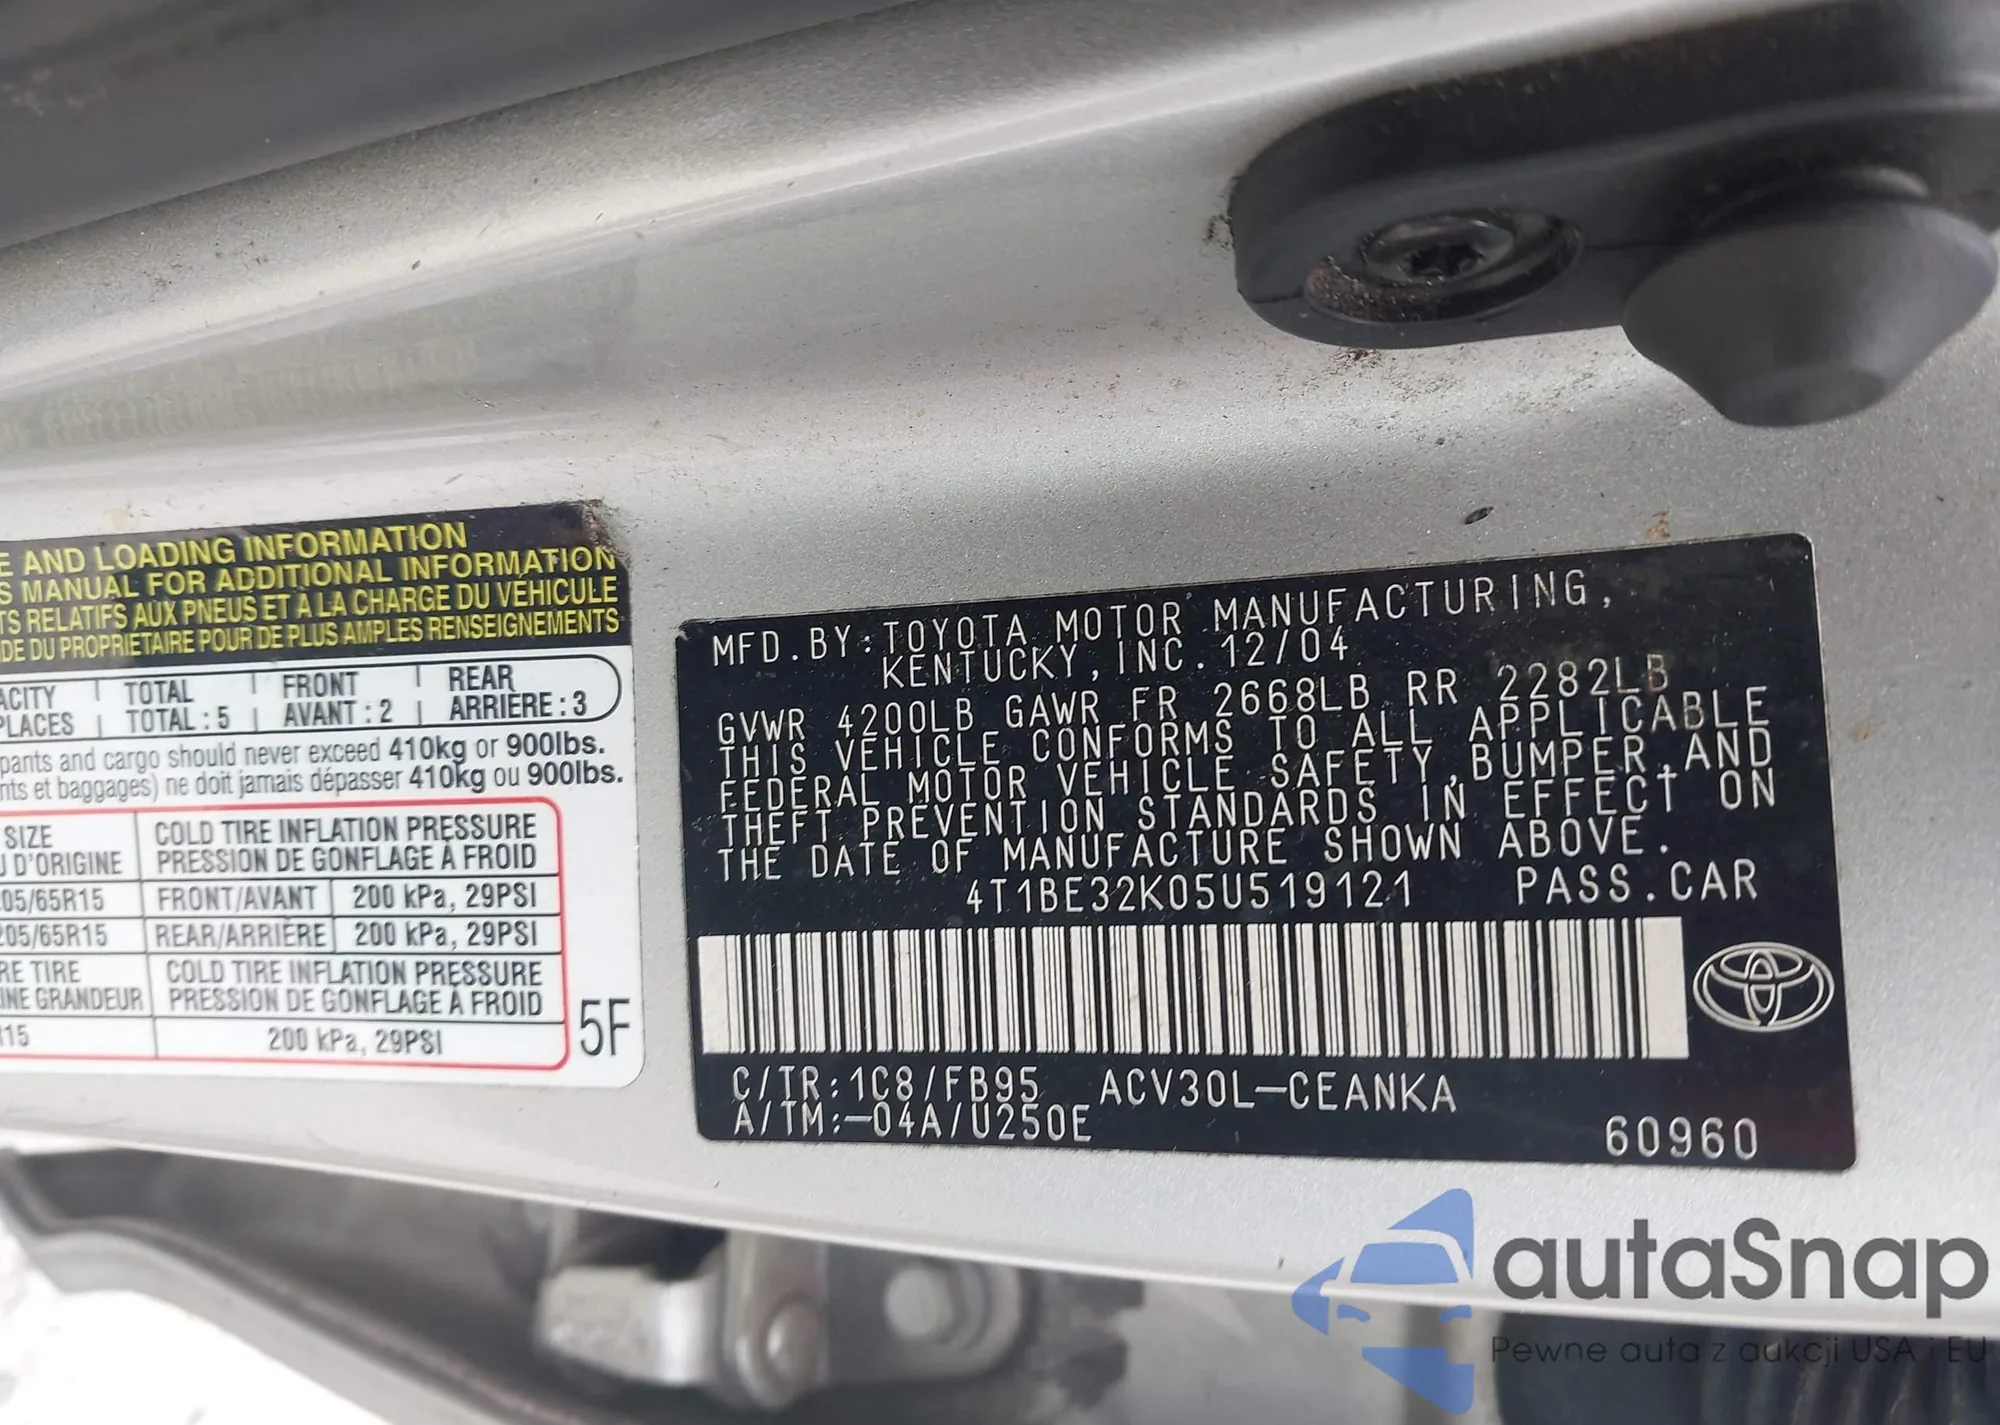 E AND LOADING INFORMATION
S MANUAL FOR ADDITIONAL INFORMATION
TS RELATIFS AUX PNEUS ET À LA CHARGE DU VÉHICULE
DE DU PROPRIÉTAIRE POUR DE PLUS AMPLES RENSEIGNEMENTS
ACITY TOTAL FRONT REAR
PLACES TOTAL : 5 AVANT : 2 ARRIÈRE : 3
pants and cargo should never exceed 410kg or 900lbs.
nts et baggages) ne doit jamais dépasser 410kg ou 900lbs.
SIZE COLD TIRE INFLATION PRESSURE
D'ORIGINE PRESSION DE GONFLAGE À FROID
05/65R15 FRONT/AVANT 200 kPa, 29PSI
205/65R15 REAR/ARRIÈRE 200 kPa, 29PSI
RE TIRE COLD TIRE INFLATION PRESSURE
INE GRANDEUR PRESSION DE GONFLAGE À FROID
15 200 kPa, 29PSI
5F
MFD.BY:TOYOTA MOTOR MANUFACTURING,
KENTUCKY,INC.12/04
GVWR 4200LB GAWR FR 2668LB RR 2282LB
THIS VEHICLE CONFORMS TO ALL APPLICABLE
FEDERAL MOTOR VEHICLE SAFETY,BUMPER,AND
THEFT PREVENTION STANDARDS IN EFFECT ON
THE DATE OF MANUFACTURE SHOWN ABOVE.
4T1BE32K05U519121 PASS.CAR
C/TR:1C8/FB95 ACV30L-CEANKA
A/TM:-04A/U250E
60960
autaSnap
Pewne auta z aukcji USA i EU